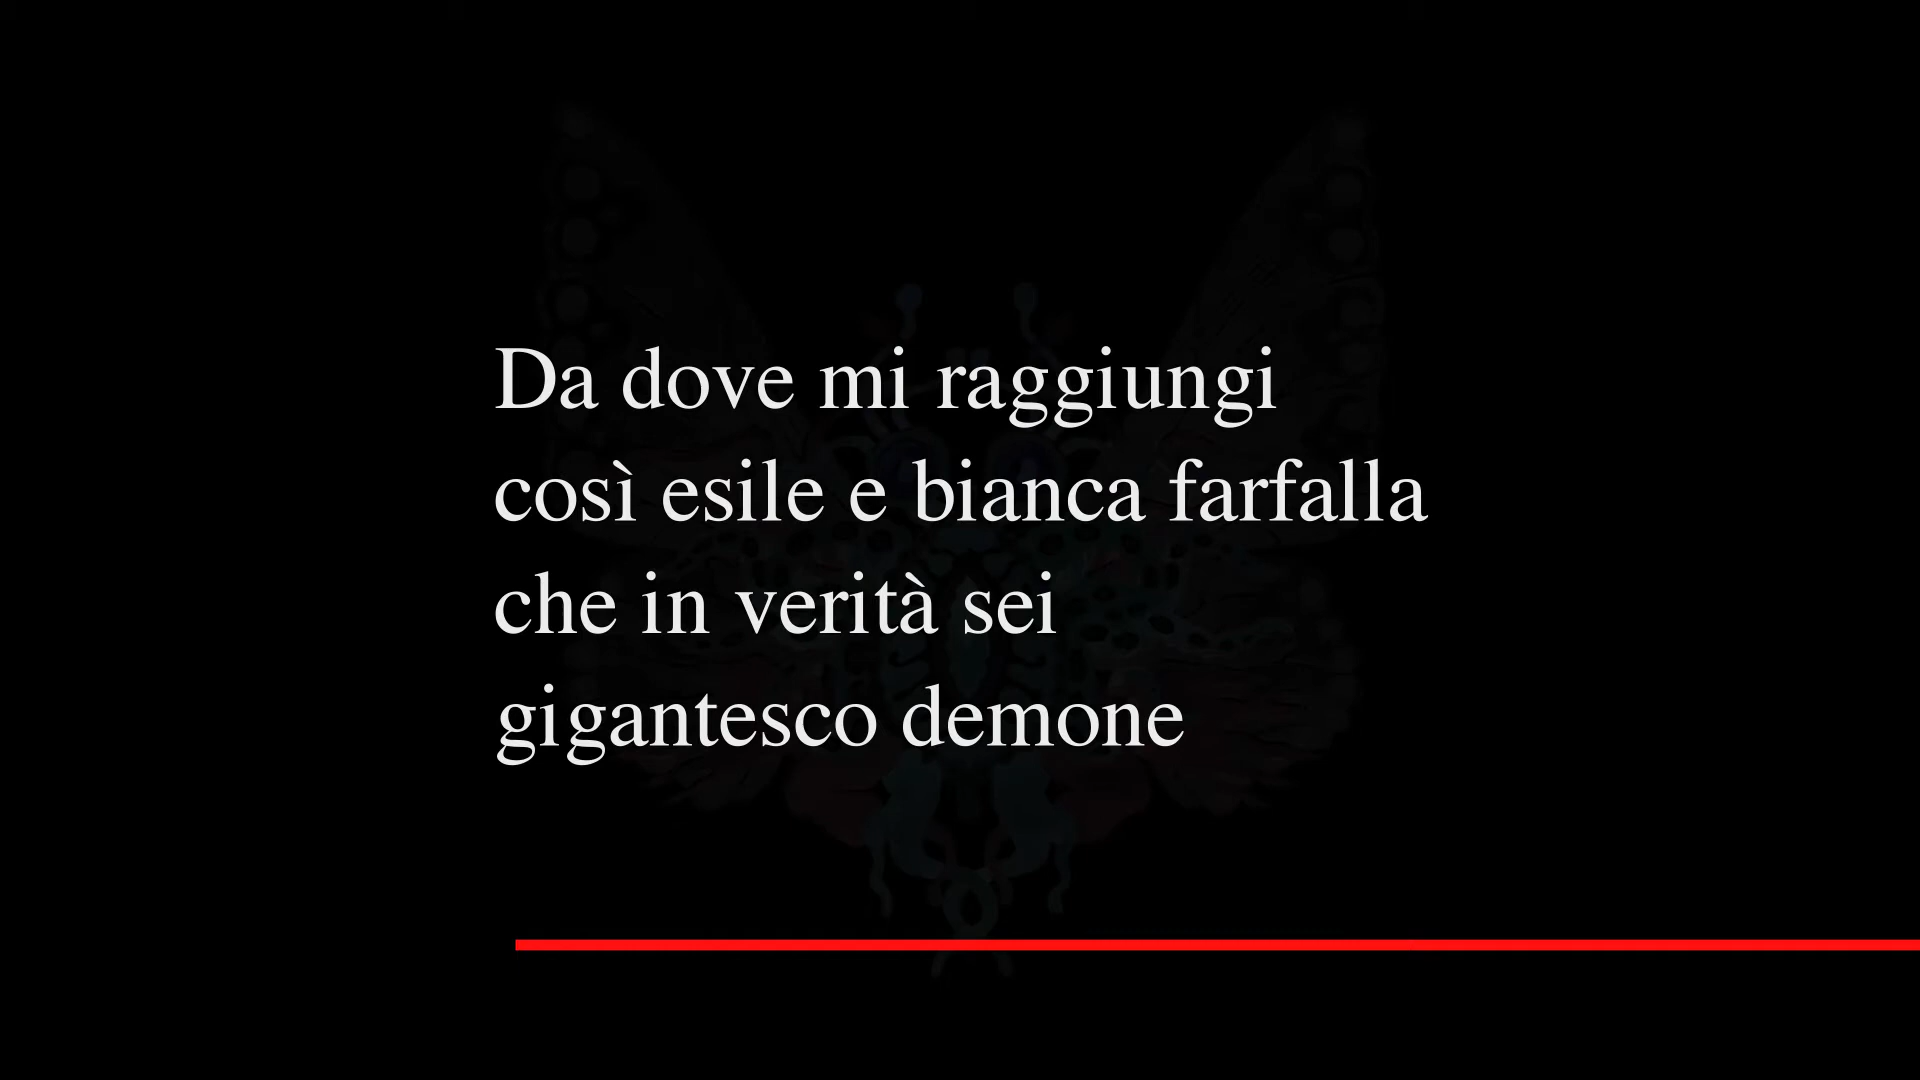 Da dove mi raggiungi
così esile e bianca farfalla
che in verità sei
gigantesco demone